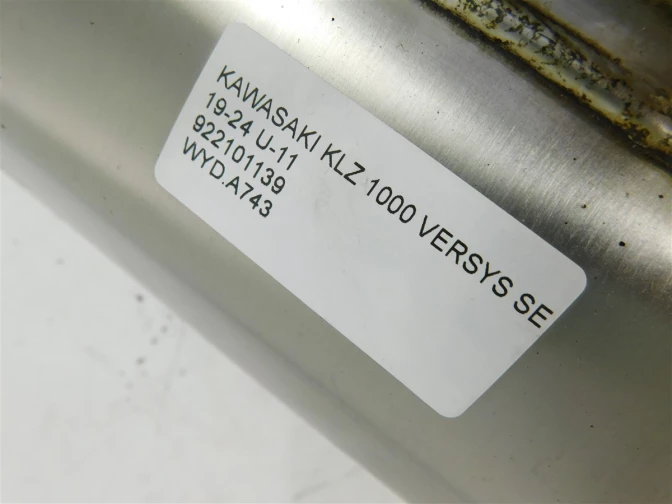 KAWASAKI KLZ 1000 VERSYS SE
19-24 U-11
922101139
WYD.A743